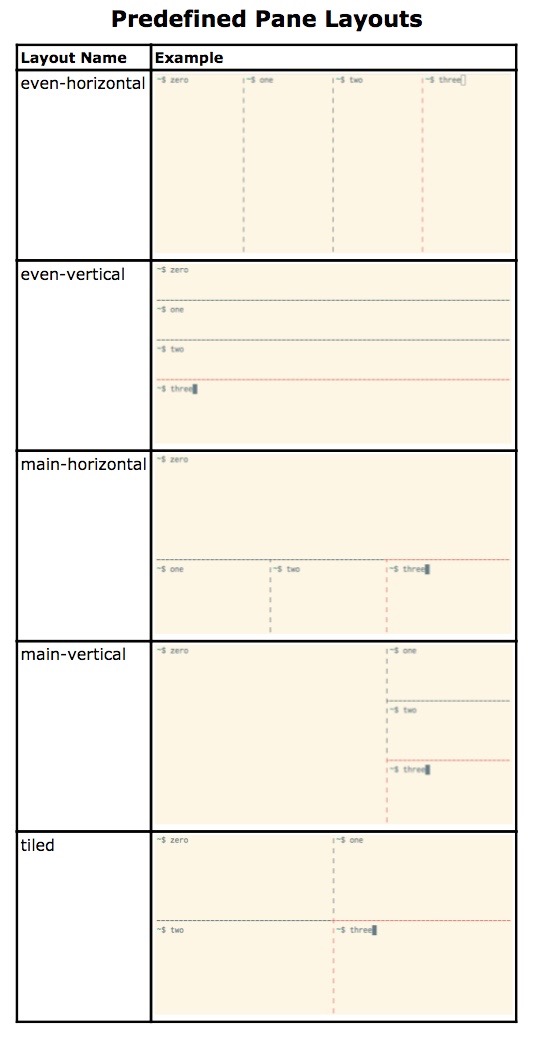 Predefined Pane Layouts
Layout Name Example
even-horizontal
~$ zero ~$ one ~$ two ~$ three
even-vertical
~$ zero
~$ one
~$ two
~$ three
main-horizontal
~$ zero
~$ one ~$ two ~$ three
main-vertical
~$ zero ~$ one
~$ two
~$ three
tiled
~$ zero ~$ one
~$ two ~$ three